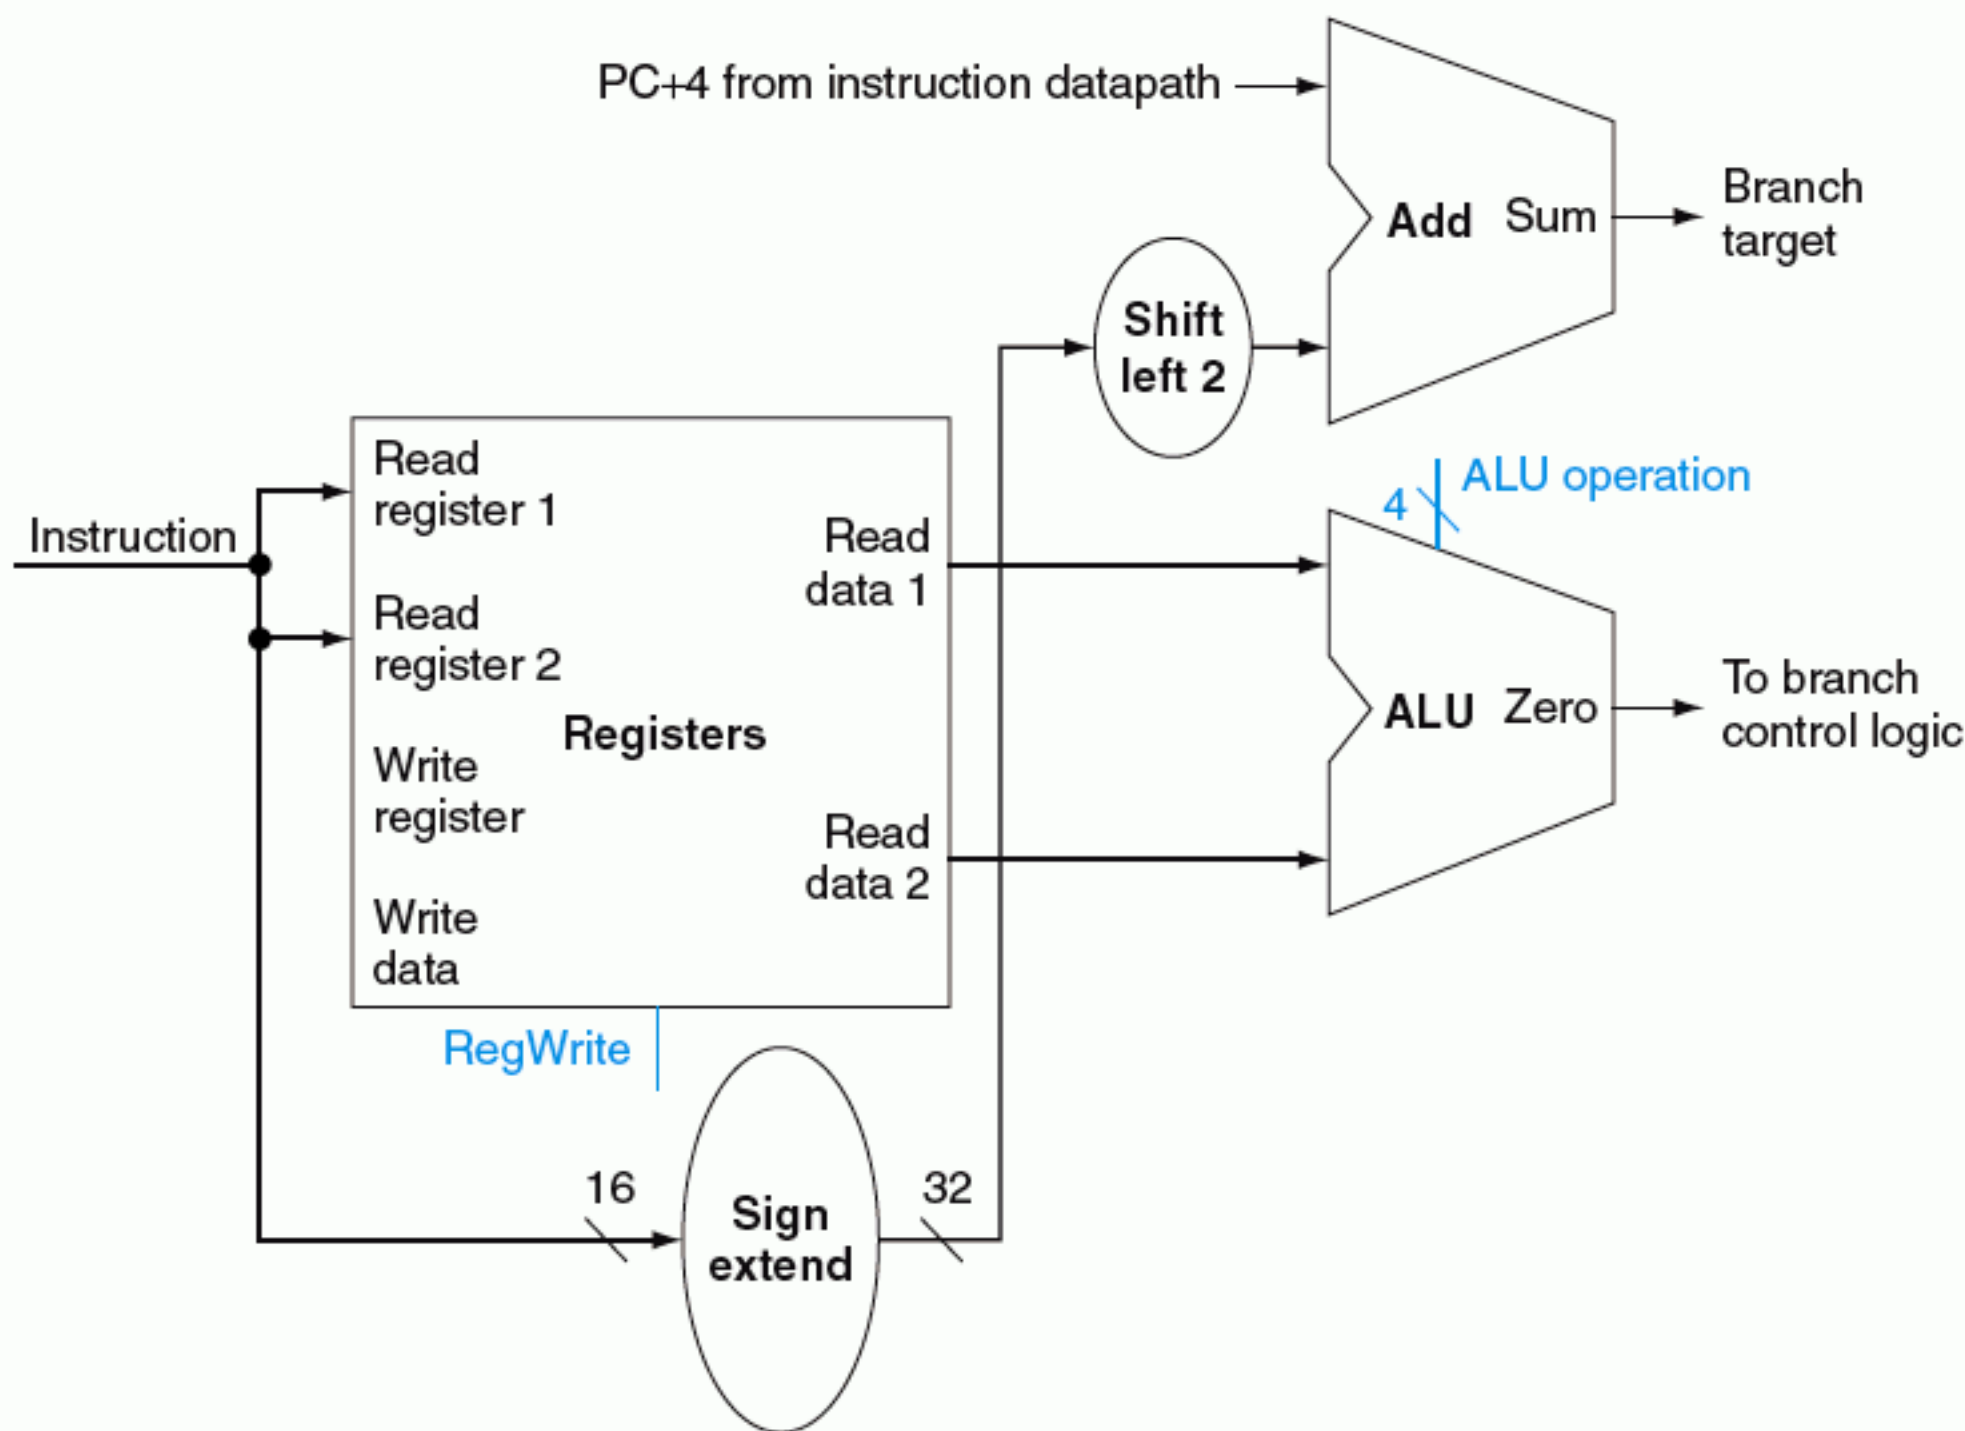 PC+4 from instruction datapath
Add Sum
Branch
target
Shift
left 2
4
ALU operation
Instruction
Read
register 1
Read
data 1
Read
register 2
Registers
Write
register
Read
data 2
Write
data
ALU Zero
To branch
control logic
RegWrite
16
Sign
extend
32